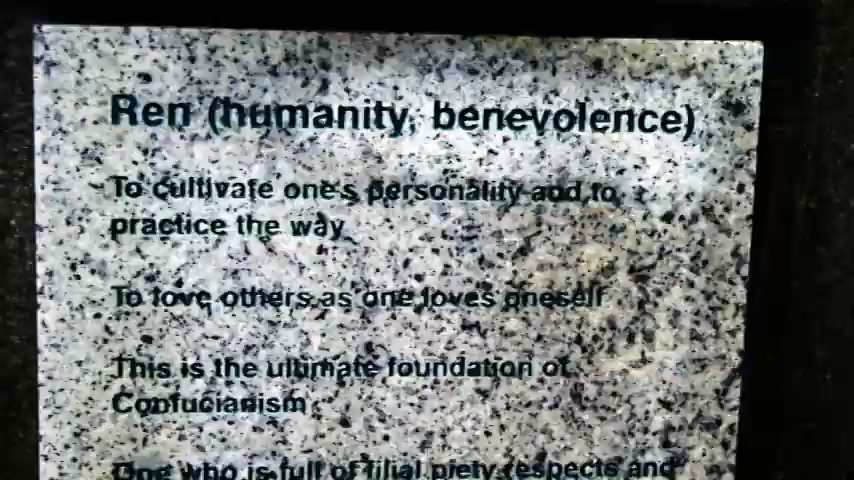 Ren (humanity, benevolence)
To cultivate one's personality and to
practice the way
To love others as one loves oneself
This is the ultimate foundation of
Confucianism
One who is full of filial piety respects and